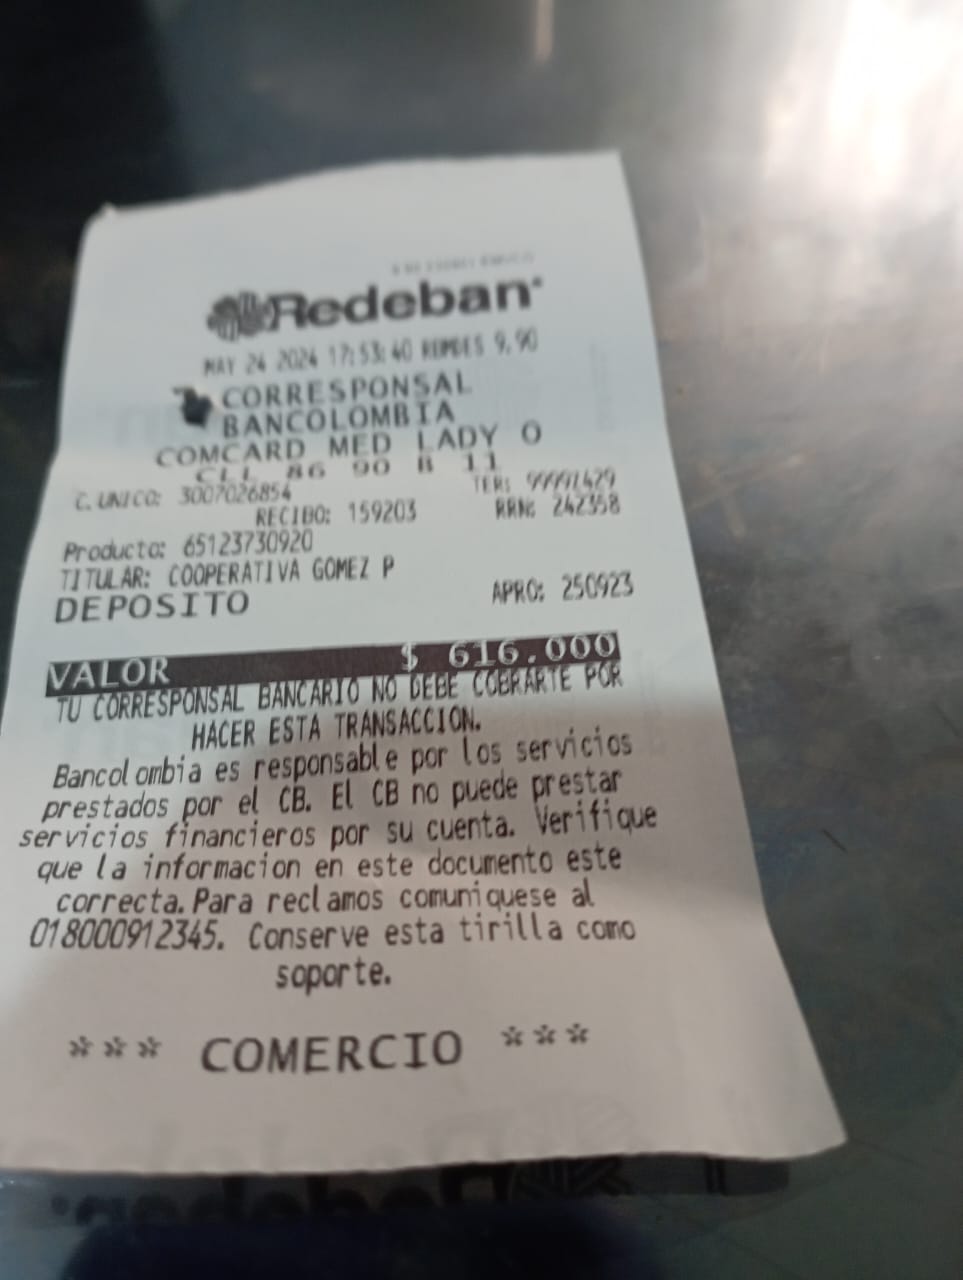 Redeban
MAY 24 2024 17:53:40 9.90
CORRESPONSAL
BANCOLOMBIA
COMCARD MED LADY O
CLL 86 90 B 11
C. UNICO: 3007026854 TER:
RECIBO: 159203 RRN: 242358
Producto: 65123730920
TITULAR: COOPERATIVA GOMEZ P
DEPOSITO APRO: 250923
VALOR $ 616.000
TU CORRESPONSAL BANCARIO NO DEBE COBRARTE POR
HACER ESTA TRANSACCION.
Bancolombia es responsable por los servicios
prestados por el CB. El CB no puede prestar
servicios financieros por su cuenta. Verifique
que la informacion en este documento este
correcta.Para reclamos comuniquese al
018000912345. Conserve esta tirilla como
soporte.
*** COMERCIO ***